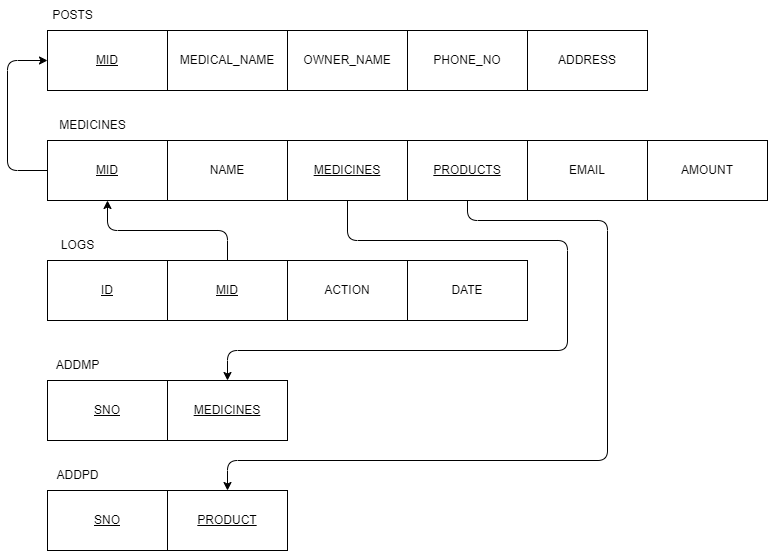 POSTS
MID MEDICAL_NAME OWNER_NAME PHONE_NO ADDRESS
MEDICINES
MID NAME MEDICINES PRODUCTS EMAIL AMOUNT
LOGS
ID MID ACTION DATE
ADDMP
SNO MEDICINES
ADDPD
SNO PRODUCT